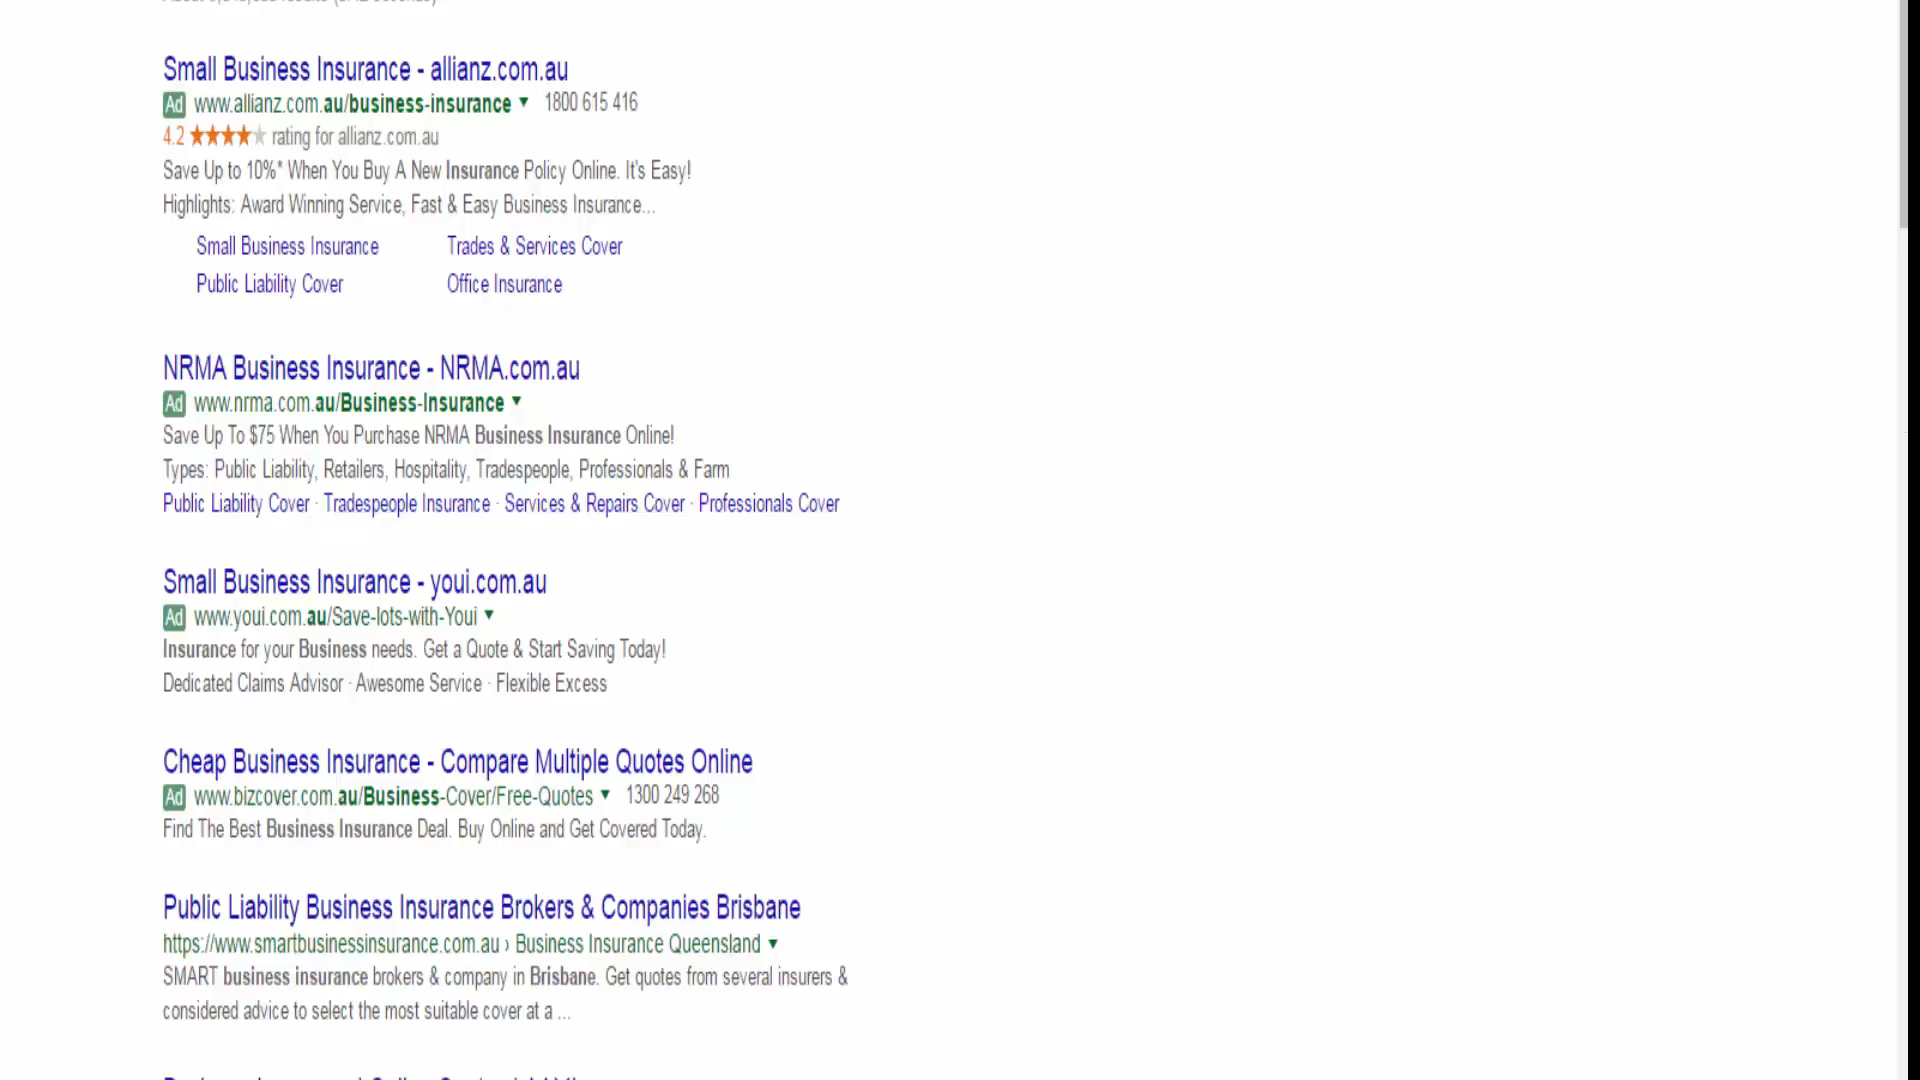 Small Business Insurance - allianz.com.au
Ad www.allianz.com.au/business-insurance ▼ 1800 615 416
4.2 ★★★★★ rating for allianz.com.au
Save Up to 10%* When You Buy A New Insurance Policy Online. It's Easy!
Highlights: Award Winning Service, Fast & Easy Business Insurance...
Small Business Insurance Trades & Services Cover
Public Liability Cover Office Insurance
NRMA Business Insurance - NRMA.com.au
Ad www.nrma.com.au/Business-Insurance ▼
Save Up To $75 When You Purchase NRMA Business Insurance Online!
Types: Public Liability, Retailers, Hospitality, Tradespeople, Professionals & Farm
Public Liability Cover · Tradespeople Insurance · Services & Repairs Cover · Professionals Cover
Small Business Insurance - youi.com.au
Ad www.youi.com.au/Save-lots-with-Youi ▼
Insurance for your Business needs. Get a Quote & Start Saving Today!
Dedicated Claims Advisor · Awesome Service · Flexible Excess
Cheap Business Insurance - Compare Multiple Quotes Online
Ad www.bizcover.com.au/Business-Cover/Free-Quotes ▼ 1300 249 268
Find The Best Business Insurance Deal. Buy Online and Get Covered Today.
Public Liability Business Insurance Brokers & Companies Brisbane
https://www.smartbusinessinsurance.com.au › Business Insurance Queensland ▼
SMART business insurance brokers & company in Brisbane. Get quotes from several insurers &
considered advice to select the most suitable cover at a ...